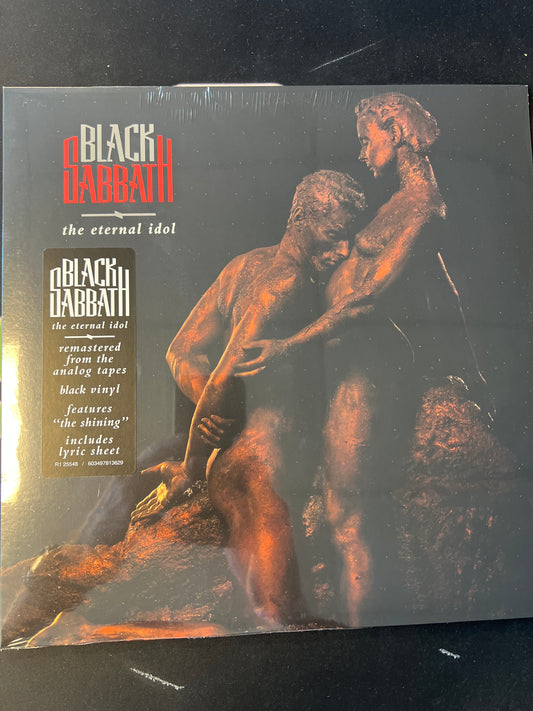 BLACK
SABBATH
the eternal idol
BLACK
SABBATH
the eternal idol
remastered
from the
analog tapes
black vinyl
features
"the shining"
includes
lyric sheet
R1 25548 / 603497813629